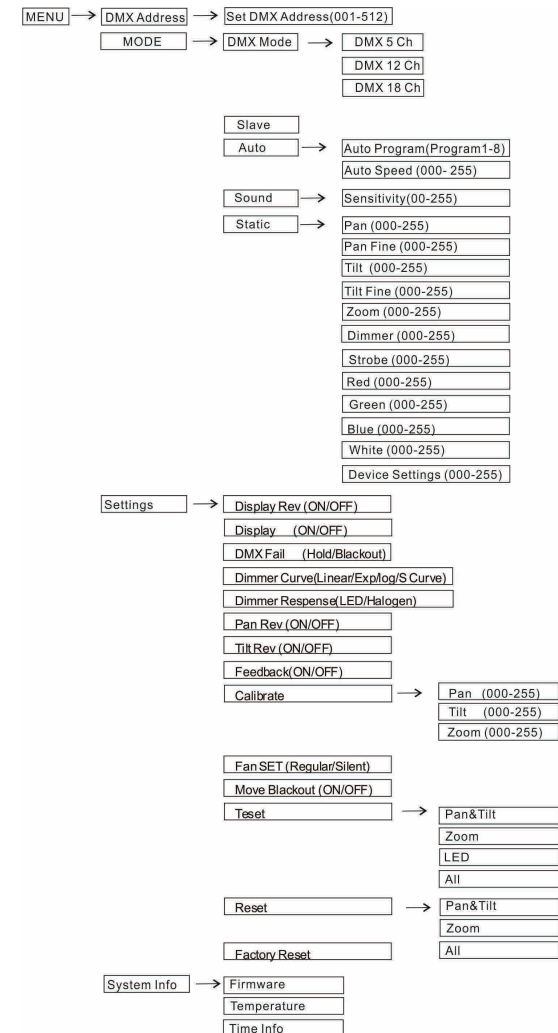 MENU DMX Address Set DMX Address(001-512)
MODE DMX Mode DMX 5 Ch
DMX 12 Ch
DMX 18 Ch
Slave
Auto Auto Program(Program1-8)
Auto Speed (000- 255)
Sound Sensitivity(00-255)
Static Pan (000-255)
Pan Fine (000-255)
Tilt (000-255)
Tilt Fine (000-255)
Zoom (000-255)
Dimmer (000-255)
Strobe (000-255)
Red (000-255)
Green (000-255)
Blue (000-255)
White (000-255)
Device Settings (000-255)
Settings Display Rev (ON/OFF)
Display (ON/OFF)
DMX Fail (Hold/Blackout)
Dimmer Curve(Linear/Exp/log/S Curve)
Dimmer Respense(LED/Halogen)
Pan Rev (ON/OFF)
Tilt Rev (ON/OFF)
Feedback(ON/OFF)
Calibrate Pan (000-255)
Tilt (000-255)
Zoom (000-255)
Fan SET (Regular/Silent)
Move Blackout (ON/OFF)
Teset Pan&Tilt
Zoom
LED
All
Reset Pan&Tilt
Zoom
Factory Reset All
System Info Firmware
Temperature
Time Info